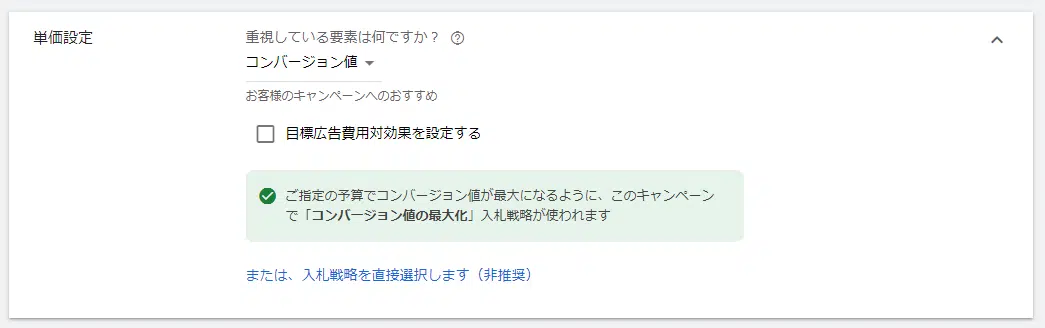 単価設定
重視している要素は何ですか？
コンバージョン値
お客様のキャンペーンへのおすすめ
目標広告費用対効果を設定する
ご指定の予算でコンバージョン値が最大になるように、このキャンペーン
で「コンバージョン値の最大化」入札戦略が使われます
または、入札戦略を直接選択します（非推奨）